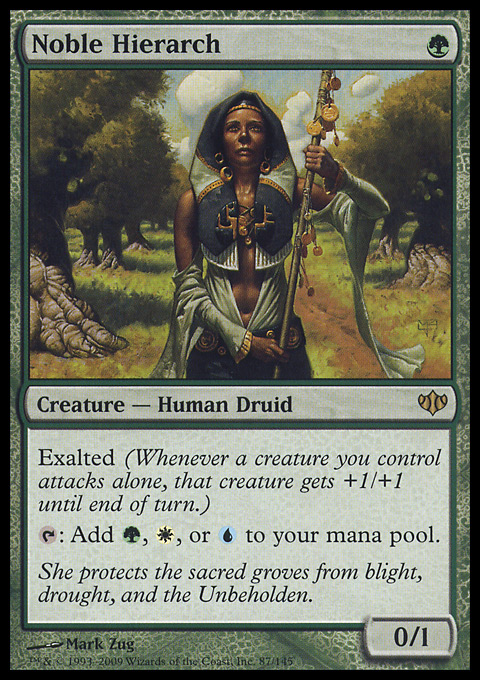 Noble Hierarch
Creature — Human Druid
Exalted (Whenever a creature you control
attacks alone, that creature gets +1/+1
until end of turn.)
: Add , , or to your mana pool.
She protects the sacred groves from blight,
drought, and the Unbeholden.
0/1
Mark Zug
™ & © 1993–2009 Wizards of the Coast, Inc. 87/145